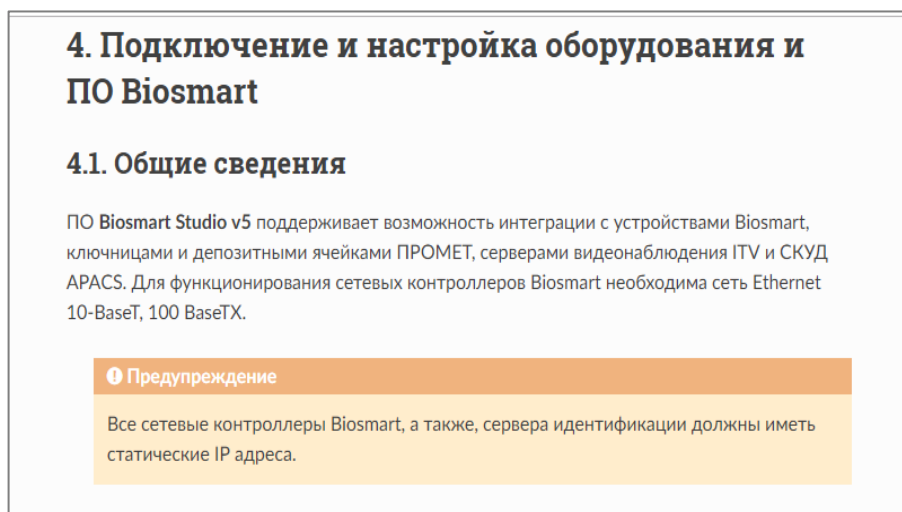 4. Подключение и настройка оборудования и
ПО Biosmart
4.1. Общие сведения
ПО Biosmart Studio v5 поддерживает возможность интеграции с устройствами Biosmart,
ключницами и депозитными ячейками ПРОМЕТ, серверами видеонаблюдения ITV и СКУД
APACS. Для функционирования сетевых контроллеров Biosmart необходима сеть Ethernet
10-BaseT, 100 BaseTX.
Предупреждение
Все сетевые контроллеры Biosmart, а также, сервера идентификации должны иметь
статические IP адреса.